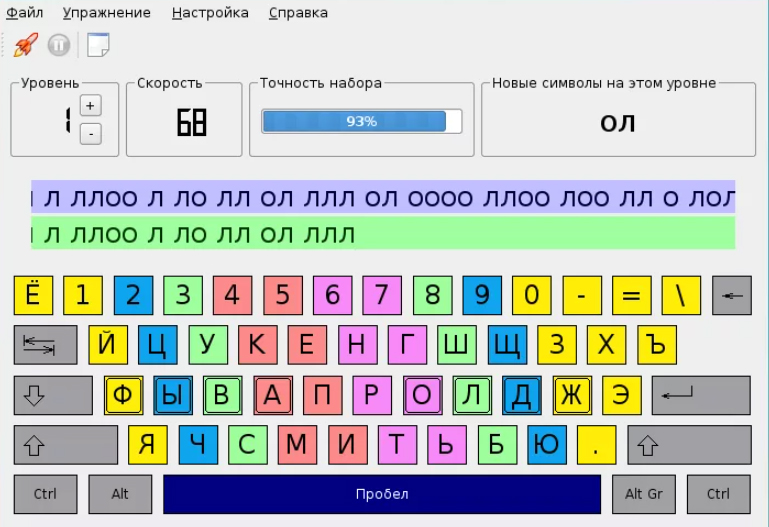 Файл Упражнение Настройка Справка
Уровень Скорость Точность набора Новые символы на этом уровне
1 + - 68 93% ол
л ллоо л ло лл ол ллл ол оооо ллоо лоо лл о лол
л ллоо л ло лл ол ллл
Ё 1 2 3 4 5 6 7 8 9 0 - = \
Й Ц У К Е Н Г Ш Щ З Х Ъ
Ф Ы В А П Р О Л Д Ж Э
Я Ч С М И Т Ь Б Ю .
Ctrl Alt Пробел Alt Gr Ctrl